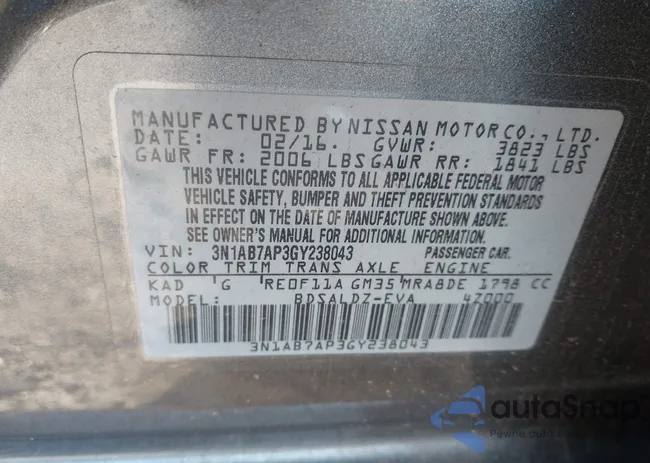 MANUFACTURED BY NISSAN MOTOR CO., LTD.
DATE: 02/16. GVWR: 3823 LBS
GAWR FR: 2006 LBS GAWR RR: 1841 LBS
THIS VEHICLE CONFORMS TO ALL APPLICABLE FEDERAL MOTOR
VEHICLE SAFETY, BUMPER AND THEFT PREVENTION STANDARDS
IN EFFECT ON THE DATE OF MANUFACTURE SHOWN ABOVE.
SEE OWNER'S MANUAL FOR ADDITIONAL INFORMATION.
VIN: 3N1AB7AP3GY238043 PASSENGER CAR.
COLOR TRIM TRANS AXLE ENGINE
KAD G RE0F11A GM35 MRA8DE 1798 CC
BDSALDZ-EVA 4Z000
3N1AB7AP3GY238043
autoSnap
Pewne auto